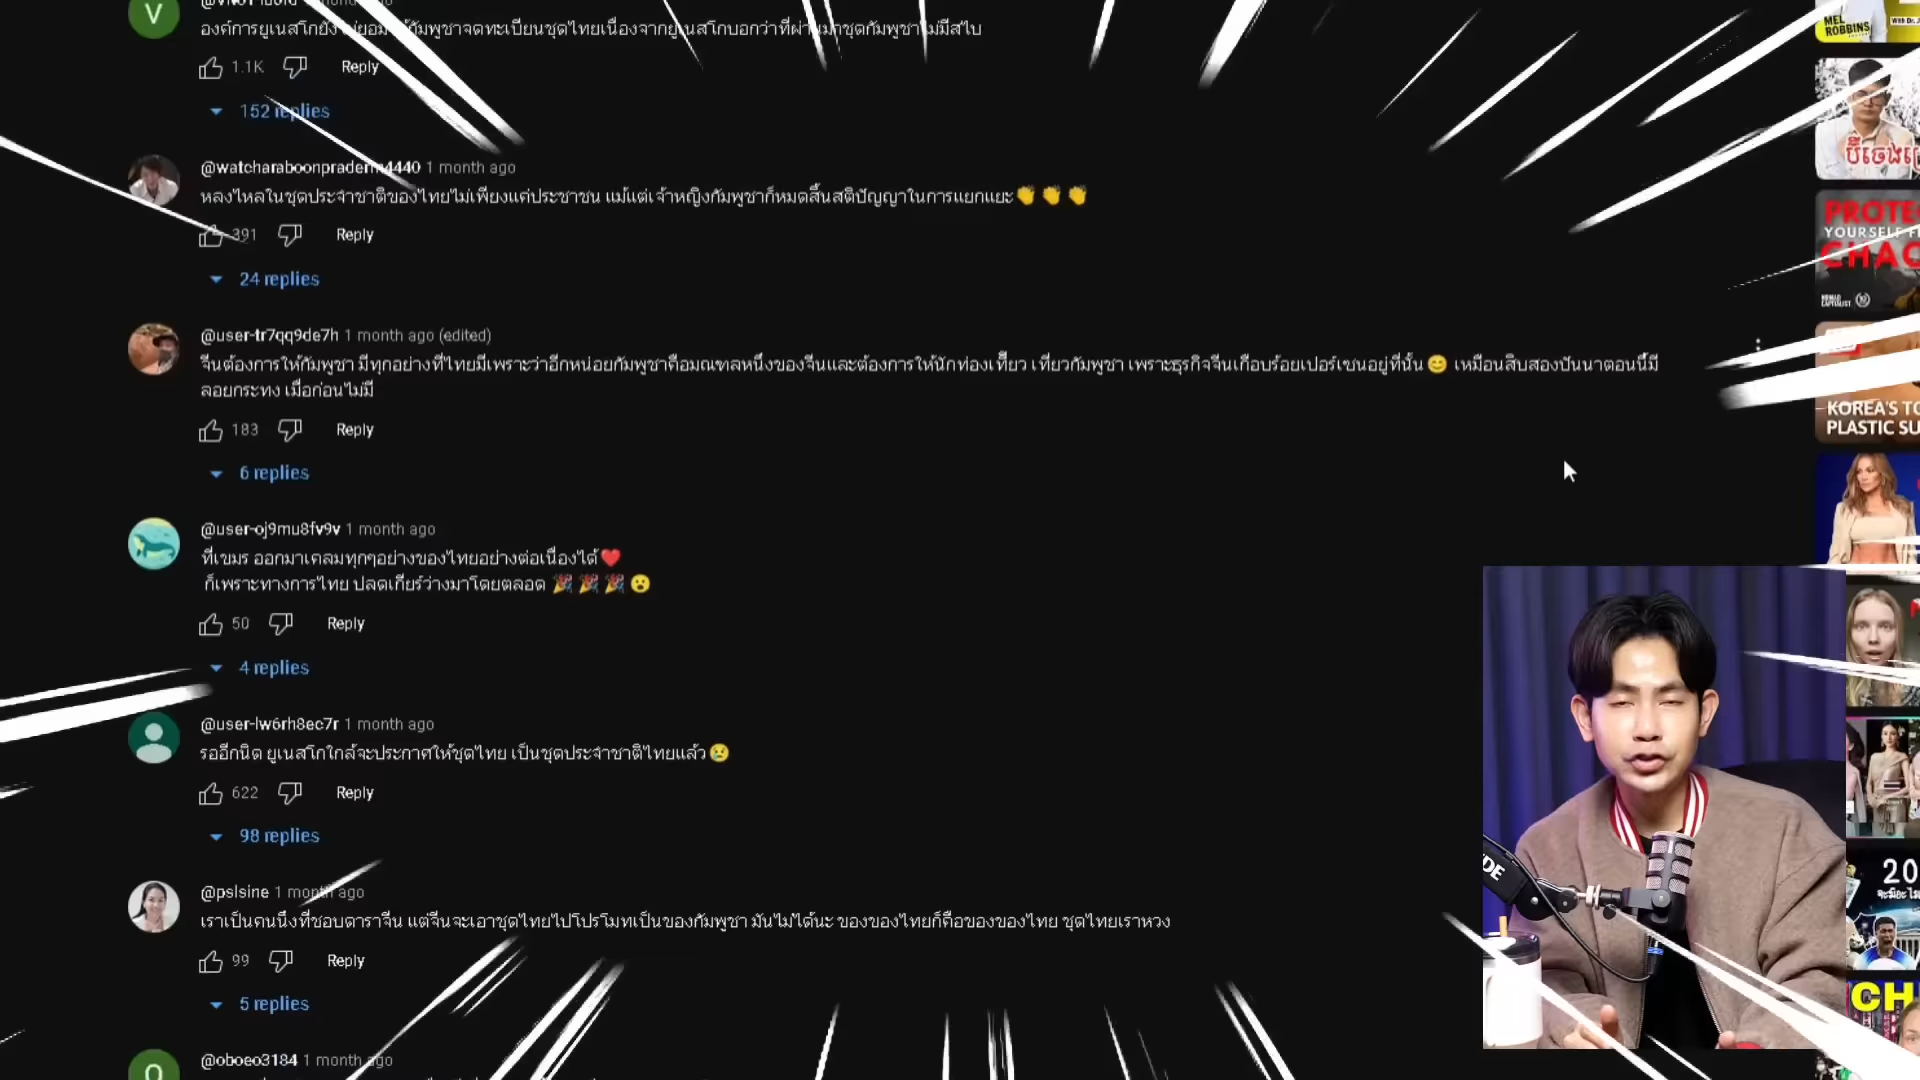 องค์การยูเนสโกยัง กัมพูชาจดทะเบียนชุดไทยเนื่องจากยูเนสโกบอกว่าที่ผ่านมาชุดกัมพูชาไม่มีสไบ
1.1K Reply
152 replies
@watcharaboonpraderm4440 1 month ago
หลงไหลในชุดประจำชาติของไทยไม่เพียงแค่ประชาชน แม้แต่เจ้าหญิงกัมพูชาก็หมดสิ้นสติปัญญาในการแยกแยะ👏👏👏
391 Reply
24 replies
@user-tr7qq9de7h 1 month ago (edited)
จีนต้องการให้กัมพูชา มีทุกอย่างที่ไทยมีเพราะว่าอีกหน่อยกัมพูชาคือมณฑลหนึ่งของจีนและต้องการให้นักท่องเที่ยว เที่ยวกัมพูชา เพราะธุรกิจจีนเกือบร้อยเปอร์เซนอยู่ที่นั้น😊 เหมือนสิบสองปันนาตอนนี้มี
ลอยกระทง เมื่อก่อนไม่มี
183 Reply
6 replies
@user-oj9mu8fv9v 1 month ago
ที่เขมร ออกมาเคลมทุกๆอย่างของไทยอย่างต่อเนื่องได้❤️
ก็เพราะทางการไทย ปลดเกียร์ว่างมาโดยตลอด 🎉🎉🎉😮
50 Reply
4 replies
@user-lw6rh8ec7r 1 month ago
รออีกนิด ยูเนสโกใกล้จะประกาศให้ชุดไทย เป็นชุดประจำชาติไทยแล้ว😢
622 Reply
98 replies
@pslsine 1 month ago
เราเป็นคนนึงที่ชอบดาราจีน แต่จีนจะเอาชุดไทยไปโปรโมทเป็นของกัมพูชา มันไม่ได้นะ ของของไทยก็คือของของไทย ชุดไทยเราหวง
99 Reply
5 replies
@oboeo3184 1 month ago
V
O
MEL
ROBBINS
YOURSELF
NOMAD
CAPITALIST
KOREA'S
PLASTIC
20
CH